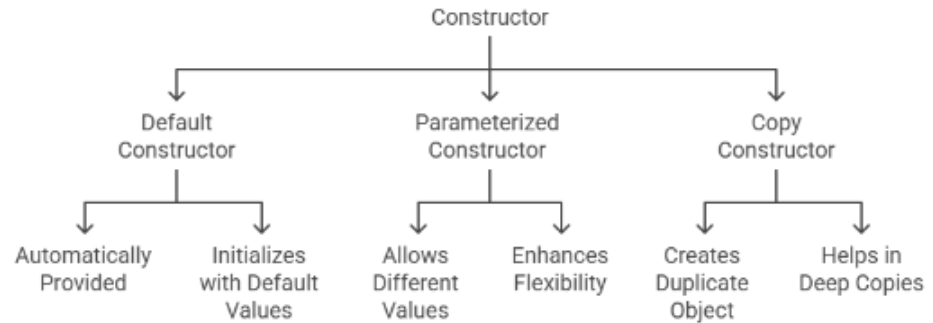 Constructor
Default
Constructor
Parameterized
Constructor
Copy
Constructor
Automatically
Provided
Initializes
with Default
Values
Allows
Different
Values
Enhances
Flexibility
Creates
Duplicate
Object
Helps in
Deep Copies